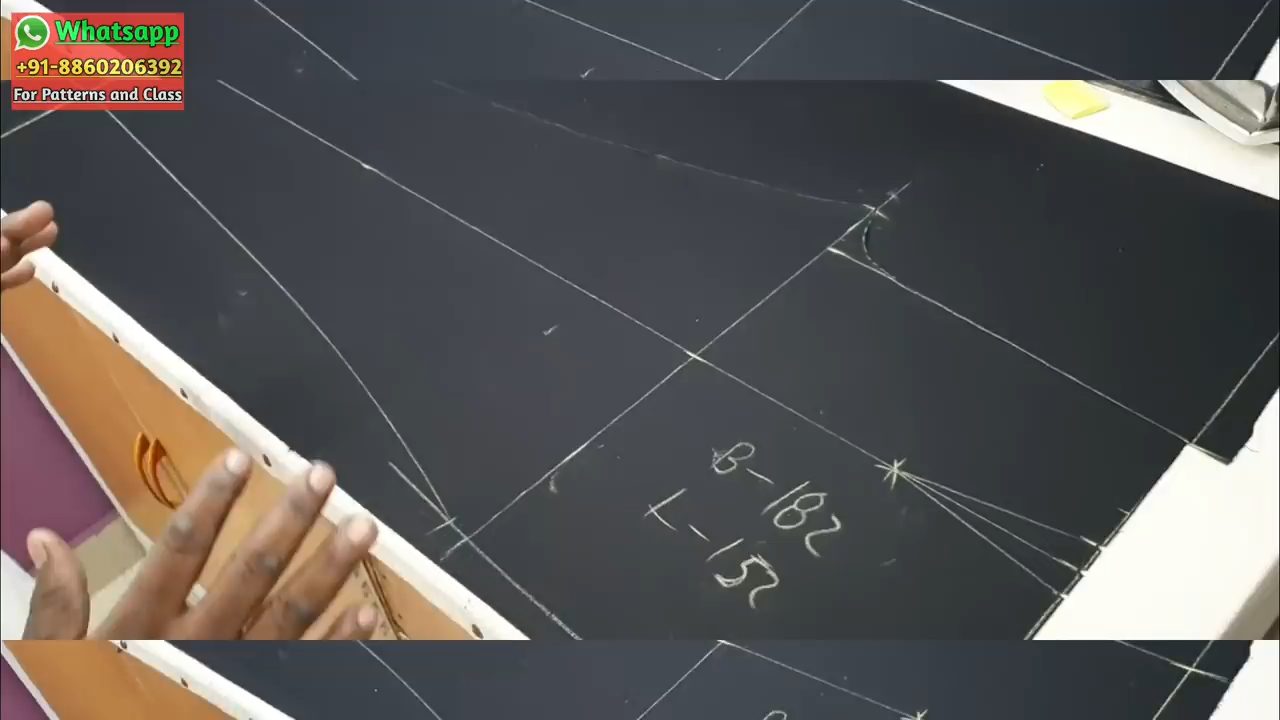 Whatsapp
+91-8860206392
For Patterns and Class
B-182
t-152